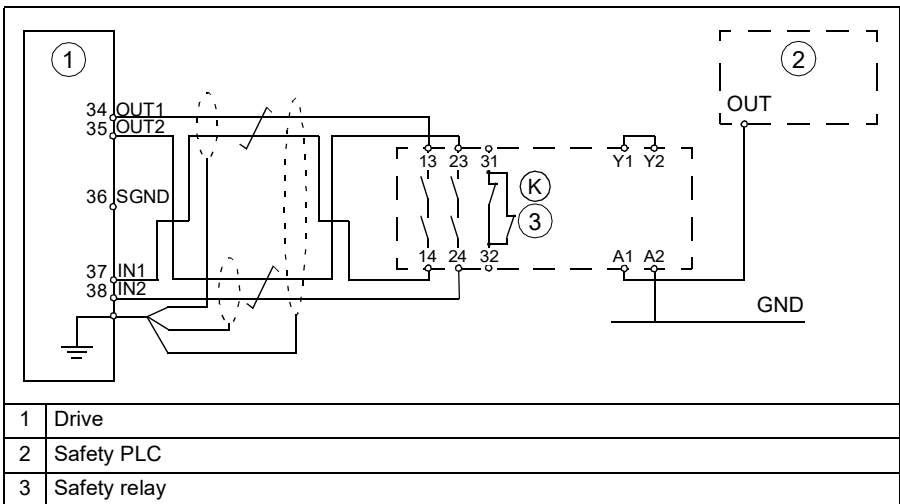 1
2
OUT
34 OUT1
35 OUT2
13 23 31
Y1 Y2
K
3
36 SGND
14 24 32
A1 A2
37 IN1
38 IN2
GND
1 Drive
2 Safety PLC
3 Safety relay